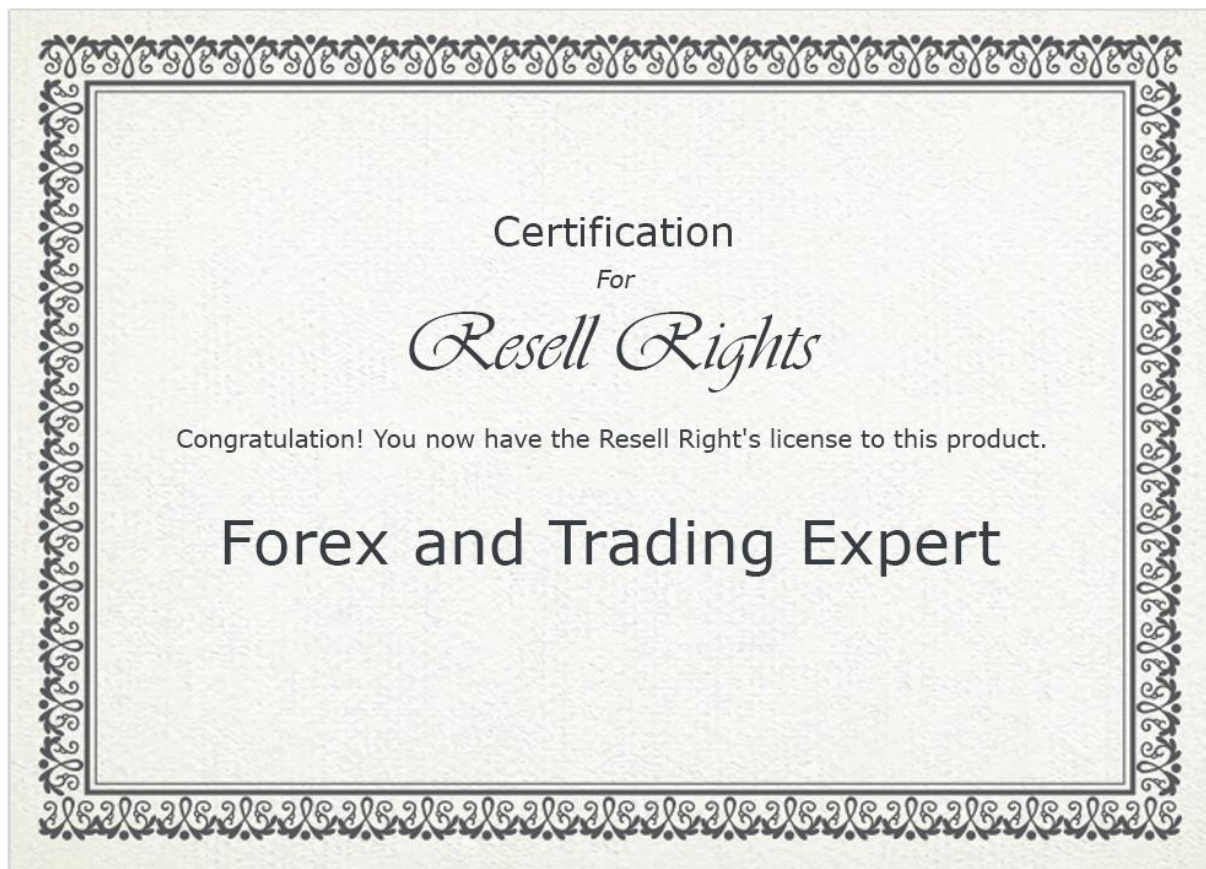 Certification
For
Resell Rights
Congratulation! You now have the Resell Right's license to this product.
Forex and Trading Expert